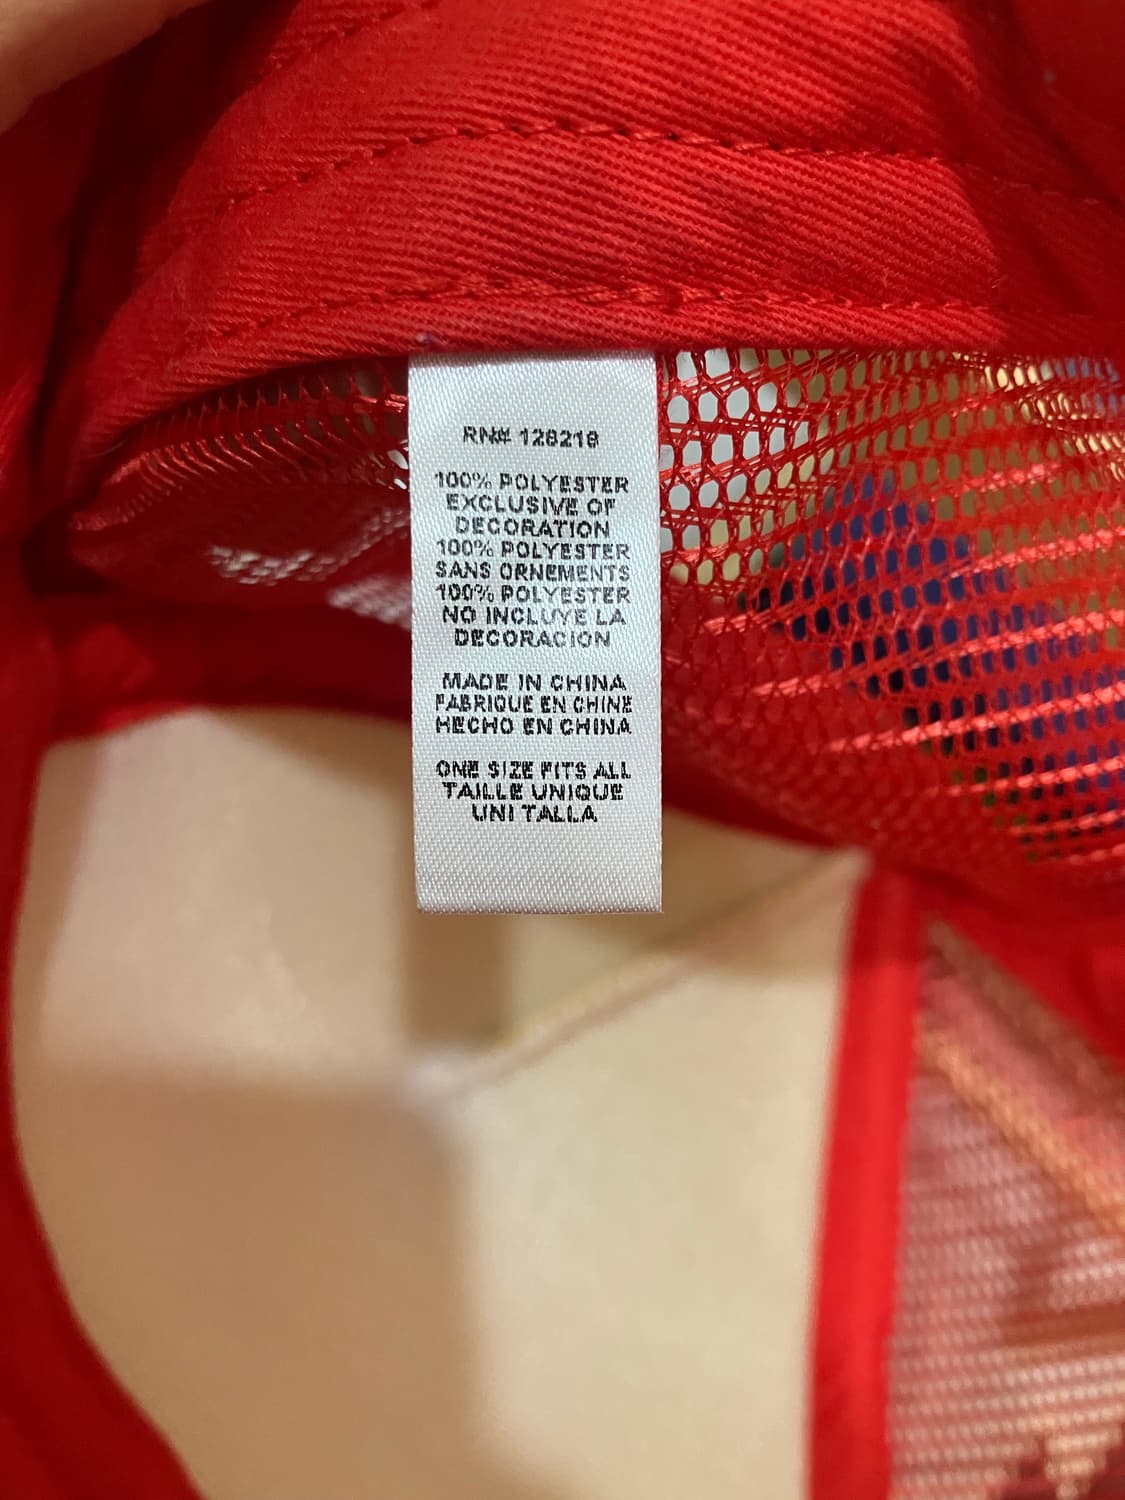 RN# 128219
100% POLYESTER
EXCLUSIVE OF
DECORATION
100% POLYESTER
SANS ORNEMENTS
100% POLYESTER
NO INCLUYE LA
DECORACION
MADE IN CHINA
FABRIQUE EN CHINE
HECHO EN CHINA
ONE SIZE FITS ALL
TAILLE UNIQUE
UNI TALLA